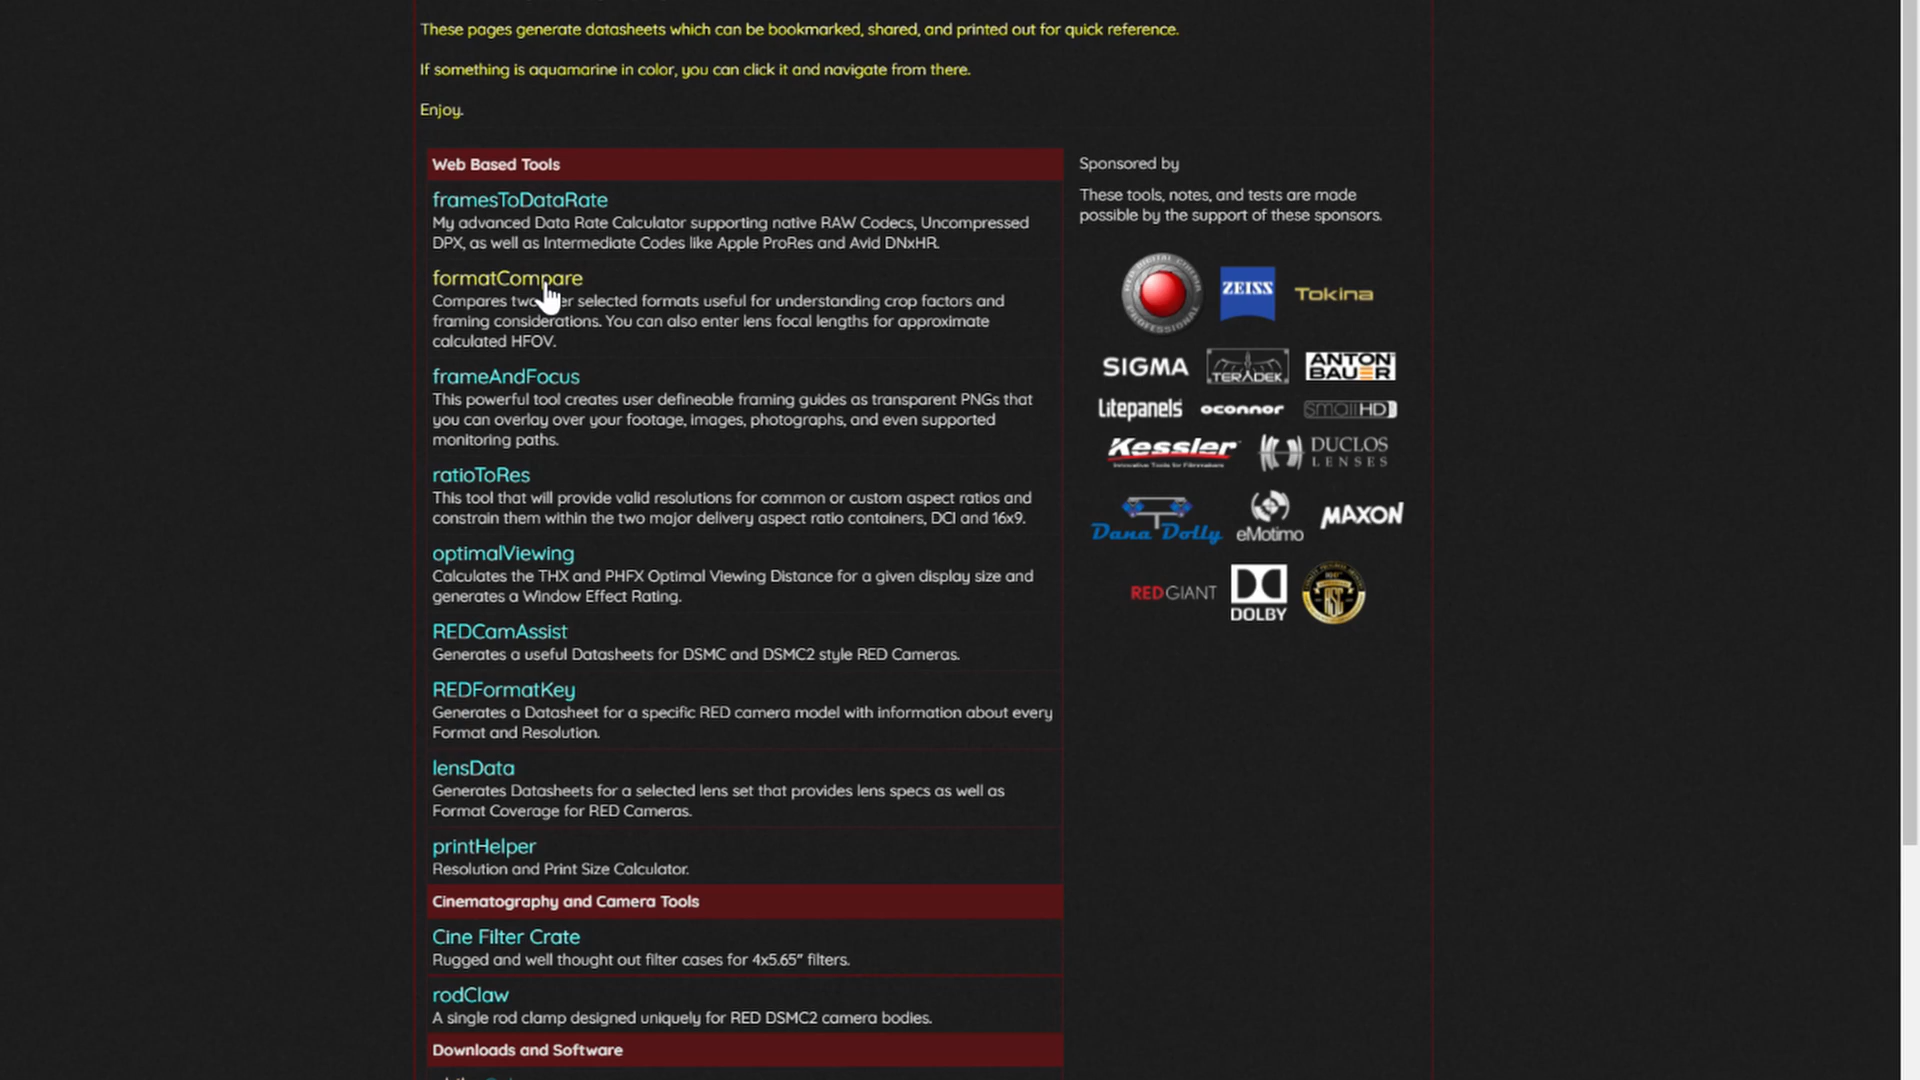 These pages generate datasheets which can be bookmarked, shared, and printed out for quick reference.
If something is aquamarine in color, you can click it and navigate from there.
Enjoy.
Web Based Tools
framesToDataRate
My advanced Data Rate Calculator supporting native RAW Codecs, Uncompressed
DPX, as well as Intermediate Codes like Apple ProRes and Avid DNxHR.
formatCompare
Compares two selected formats useful for understanding crop factors and
framing considerations. You can also enter lens focal lengths for approximate
calculated HFOV.
frameAndFocus
This powerful tool creates user defineable framing guides as transparent PNGs that
you can overlay over your footage, images, photographs, and even supported
monitoring paths.
ratioToRes
This tool that will provide valid resolutions for common or custom aspect ratios and
constrain them within the two major delivery aspect ratio containers, DCI and 16x9.
optimalViewing
Calculates the THX and PHFX Optimal Viewing Distance for a given display size and
generates a Window Effect Rating.
REDCamAssist
Generates a useful Datasheets for DSMC and DSMC2 style RED Cameras.
REDFormatKey
Generates a Datasheet for a specific RED camera model with information about every
Format and Resolution.
lensData
Generates Datasheets for a selected lens set that provides lens specs as well as
Format Coverage for RED Cameras.
printHelper
Resolution and Print Size Calculator.
Cinematography and Camera Tools
Cine Filter Crate
Rugged and well thought out filter cases for 4x5.65" filters.
rodClaw
A single rod clamp designed uniquely for RED DSMC2 camera bodies.
Downloads and Software
Sponsored by
These tools, notes, and tests are made
possible by the support of these sponsors.
RED DIGITAL CINEMA PROFESSIONAL
ZEISS
Tokina
SIGMA
TERADEK
ANTON
BAUER
Litepanels
oconnor
SmallHD
Kessler
Innovative Tools for Filmmakers
DUCLOS
LENSES
Dana Dolly
eMotimo
MAXON
REDGIANT
DOLBY